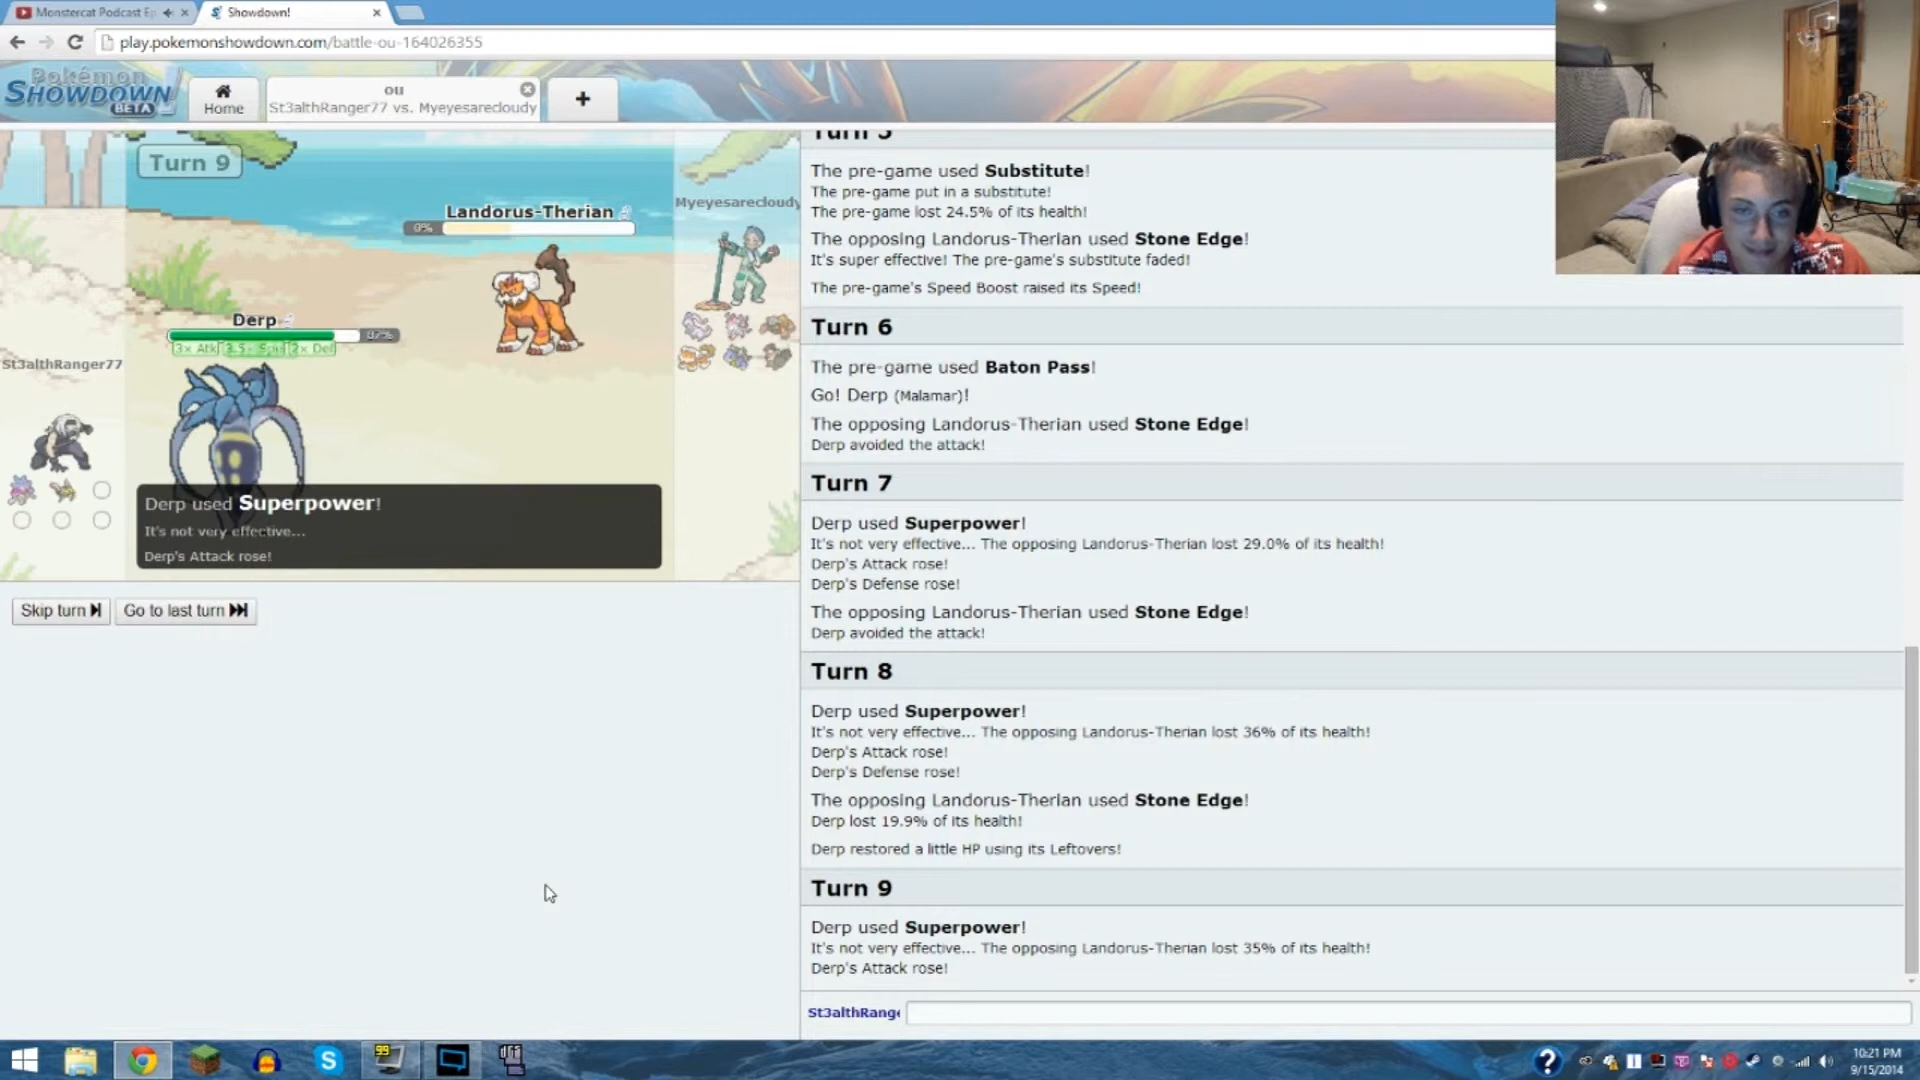 Monstercat Podcast Ep
Showdown!
play.pokemonshowdown.com/battle-ou-164026355
Pokémon
SHOWDOWN
BETA
Home
ou
St3althRanger77 vs. Myeyesarecloudy
+
Turn 9
Landorus-Therian
0%
Myeyesarecloudy
Derp
87%
3× Atk
2× Def
St3althRanger77
Derp used Superpower!
It's not very effective...
Derp's Attack rose!
Skip turn
Go to last turn
Turn 5
The pre-game used Substitute!
The pre-game put in a substitute!
The pre-game lost 24.5% of its health!
The opposing Landorus-Therian used Stone Edge!
It's super effective! The pre-game's substitute faded!
The pre-game's Speed Boost raised its Speed!
Turn 6
The pre-game used Baton Pass!
Go! Derp (Malamar)!
The opposing Landorus-Therian used Stone Edge!
Derp avoided the attack!
Turn 7
Derp used Superpower!
It's not very effective... The opposing Landorus-Therian lost 29.0% of its health!
Derp's Attack rose!
Derp's Defense rose!
The opposing Landorus-Therian used Stone Edge!
Derp avoided the attack!
Turn 8
Derp used Superpower!
It's not very effective... The opposing Landorus-Therian lost 36% of its health!
Derp's Attack rose!
Derp's Defense rose!
The opposing Landorus-Therian used Stone Edge!
Derp lost 19.9% of its health!
Derp restored a little HP using its Leftovers!
Turn 9
Derp used Superpower!
It's not very effective... The opposing Landorus-Therian lost 35% of its health!
Derp's Attack rose!
St3althRange
99
10:21 PM
9/15/2014